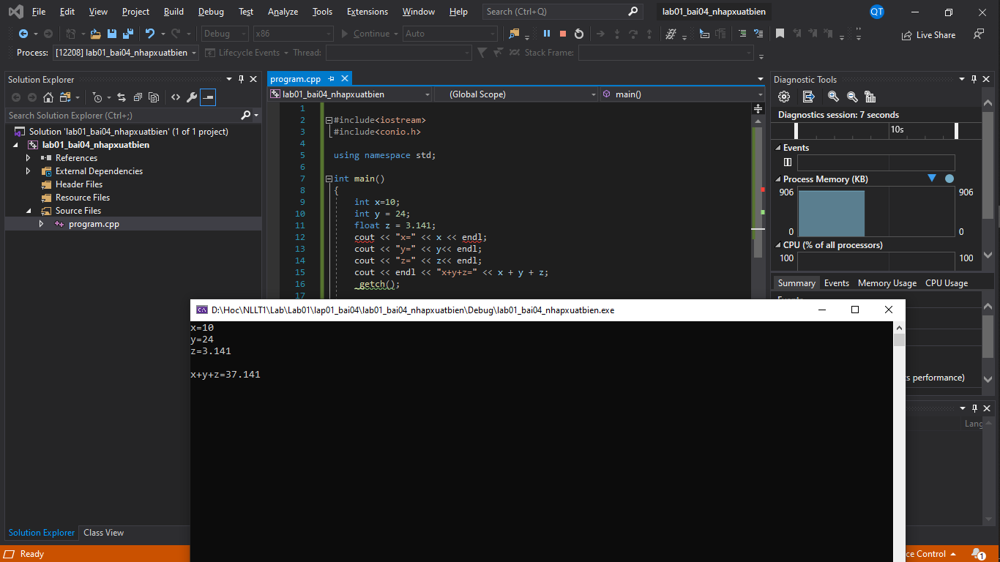 File Edit View Project Build Debug Test Analyze Tools Extensions Window Help Search (Ctrl+Q) lab01_bai04_nhapxuatbien QT
Debug x86 Continue Auto Live Share
Process: [12208] lab01_bai04_nhapxuatbien Lifecycle Events Thread: Stack Frame:
Solution Explorer
Search Solution Explorer (Ctrl+;)
Solution 'lab01_bai04_nhapxuatbien' (1 of 1 project)
lab01_bai04_nhapxuatbien
References
External Dependencies
Header Files
Resource Files
Source Files
program.cpp
Solution Explorer Class View
program.cpp
lab01_bai04_nhapxuatbien (Global Scope) main()
1
2 #include<iostream>
3 #include<conio.h>
4
5 using namespace std;
6
7 int main()
8 {
9 int x=10;
10 int y = 24;
11 float z = 3.141;
12 cout << "x=" << x << endl;
13 cout << "y=" << y<< endl;
14 cout << "z=" << z<< endl;
15 cout << endl << "x+y+z=" << x + y + z;
16 _getch();
17
Diagnostic Tools
Diagnostics session: 7 seconds
10s
Events
Process Memory (KB)
906 906
0 0
CPU (% of all processors)
100 100
Summary Events Memory Usage CPU Usage
performance)
D:\Hoc\NLLT1\Lab\Lab01\lap01_bai04\lab01_bai04_nhapxuatbien\Debug\lab01_bai04_nhapxuatbien.exe
x=10
y=24
z=3.141
x+y+z=37.141
Lang
Ready Control 1